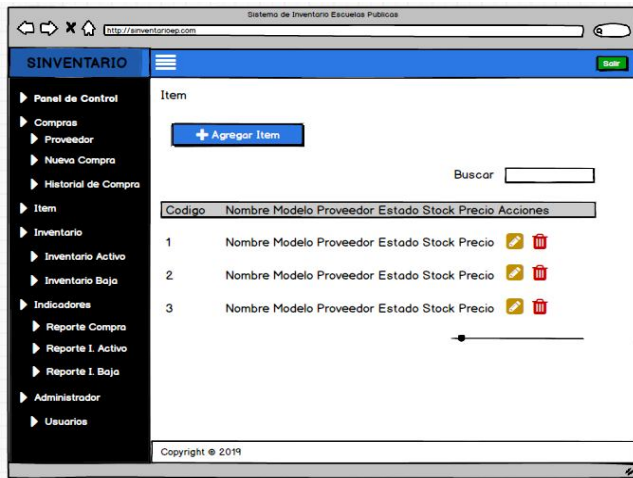 Sistema de Inventario Escuelas Publicas
http://sinventarioep.com
SINVENTARIO
Salir
Panel de Control
Compras
Proveedor
Nueva Compra
Historial de Compra
Item
Inventario
Inventario Activo
Inventario Baja
Indicadores
Reporte Compra
Reporte I. Activo
Reporte I. Baja
Administrador
Usuarios
Item
Agregar Item
Buscar
Codigo Nombre Modelo Proveedor Estado Stock Precio Acciones
1 Nombre Modelo Proveedor Estado Stock Precio
2 Nombre Modelo Proveedor Estado Stock Precio
3 Nombre Modelo Proveedor Estado Stock Precio
Copyright © 2019